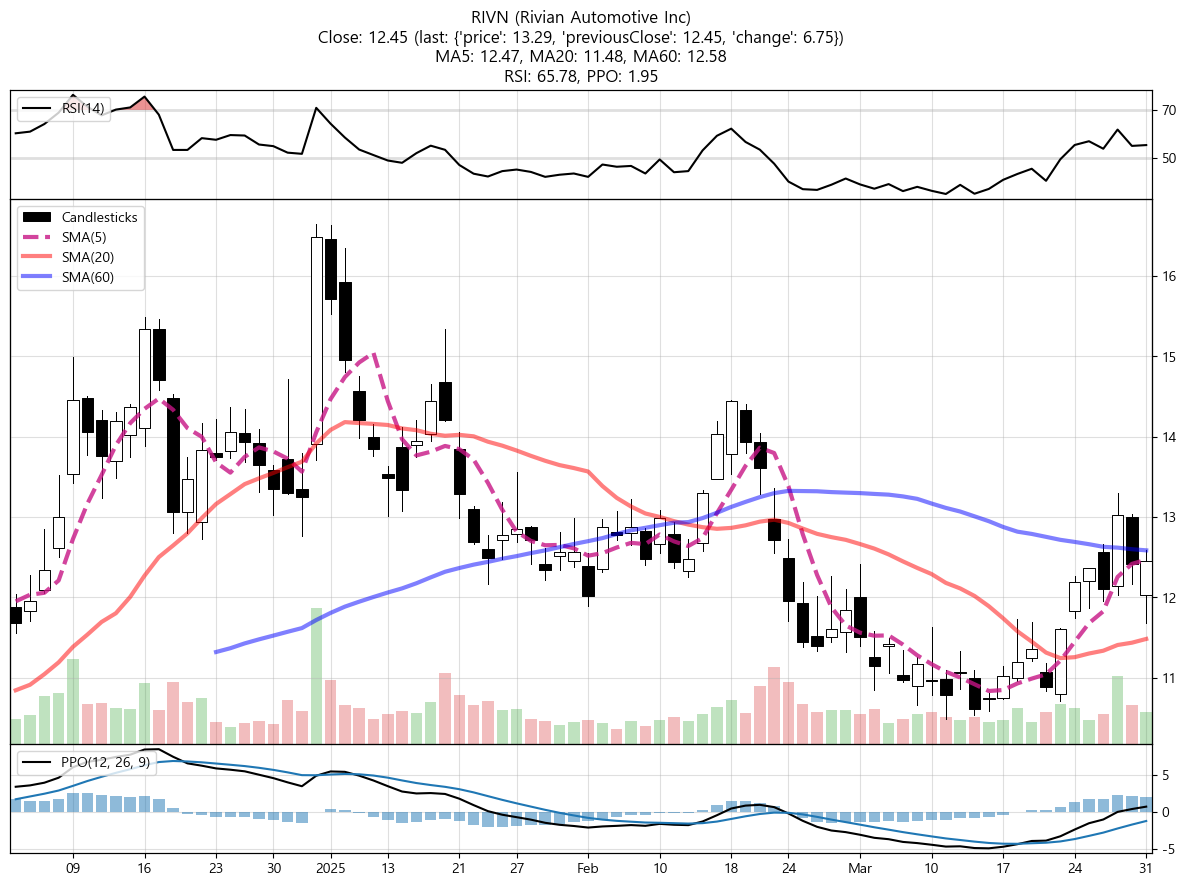 RIVN (Rivian Automotive Inc)
Close: 12.45 (last: {'price': 13.29, 'previousClose': 12.45, 'change': 6.75})
MA5: 12.47, MA20: 11.48, MA60: 12.58
RSI: 65.78, PPO: 1.95
RSI(14)
70
50
Candlesticks
SMA(5)
SMA(20)
SMA(60)
16
15
14
13
12
11
PPO(12, 26, 9)
5
0
-5
09 16 23 30 2025 13 21 27 Feb 10 18 24 Mar 10 17 24 31